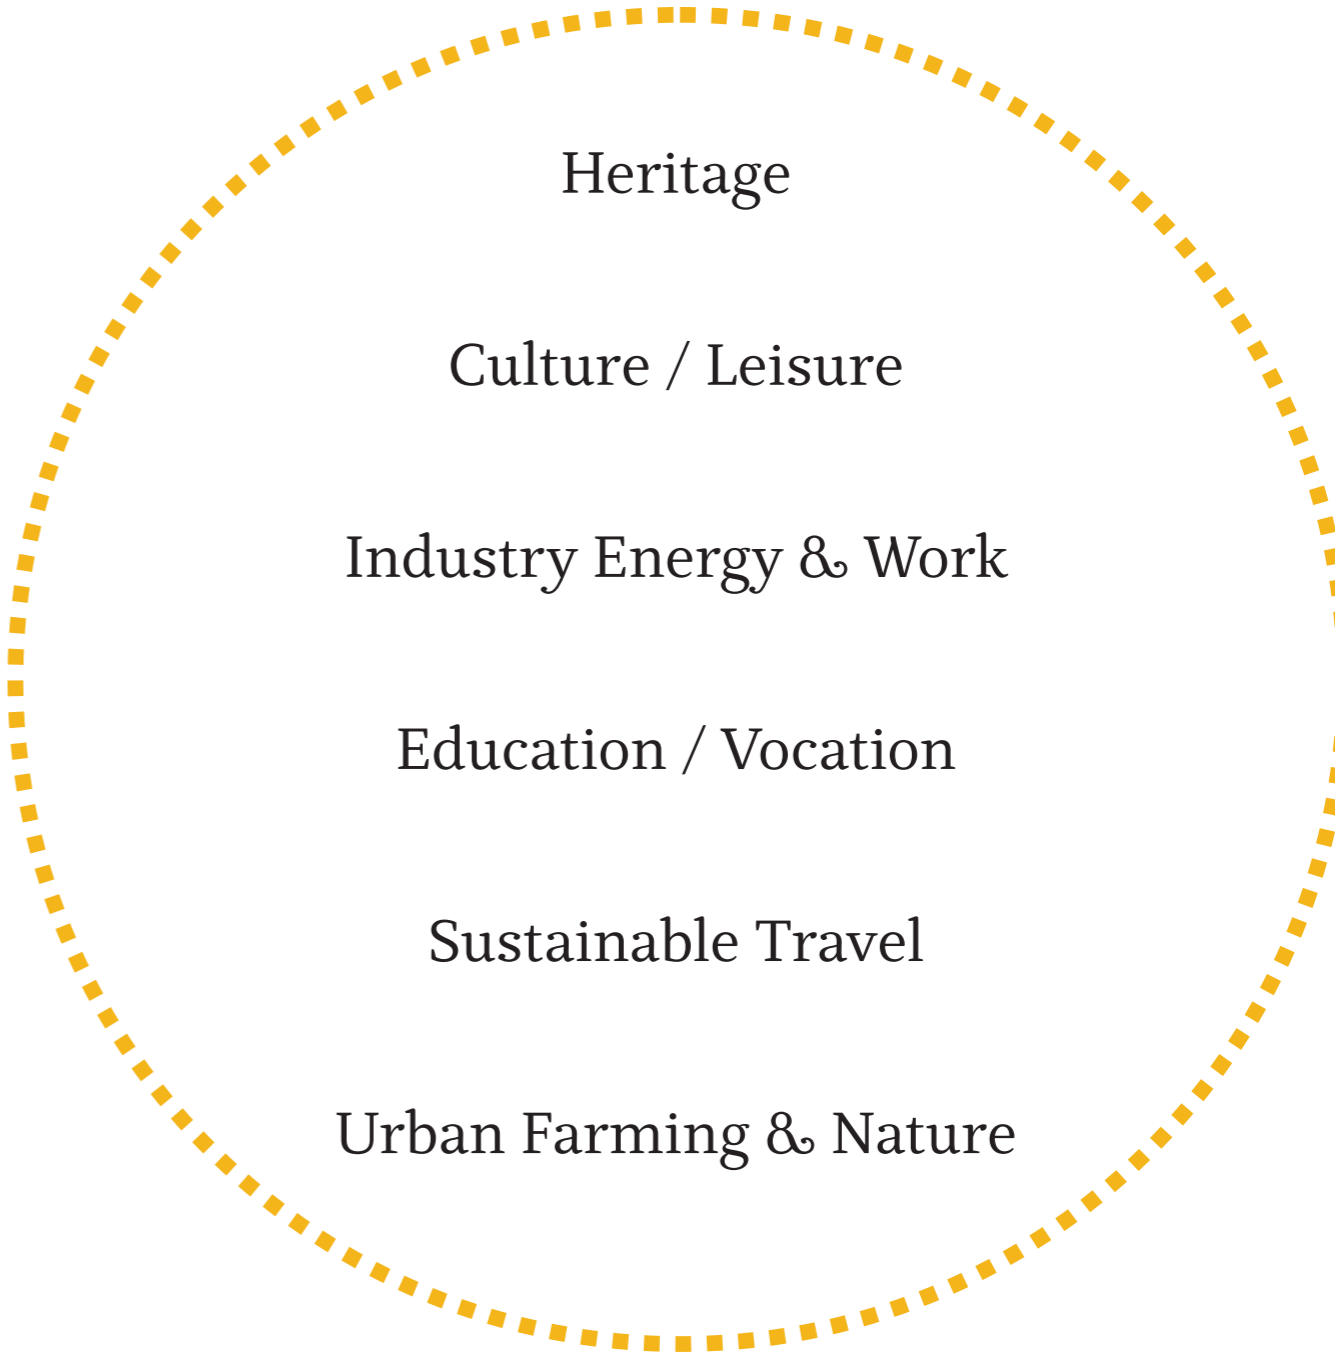 Heritage
Culture / Leisure
Industry Energy & Work
Education / Vocation
Sustainable Travel
Urban Farming & Nature